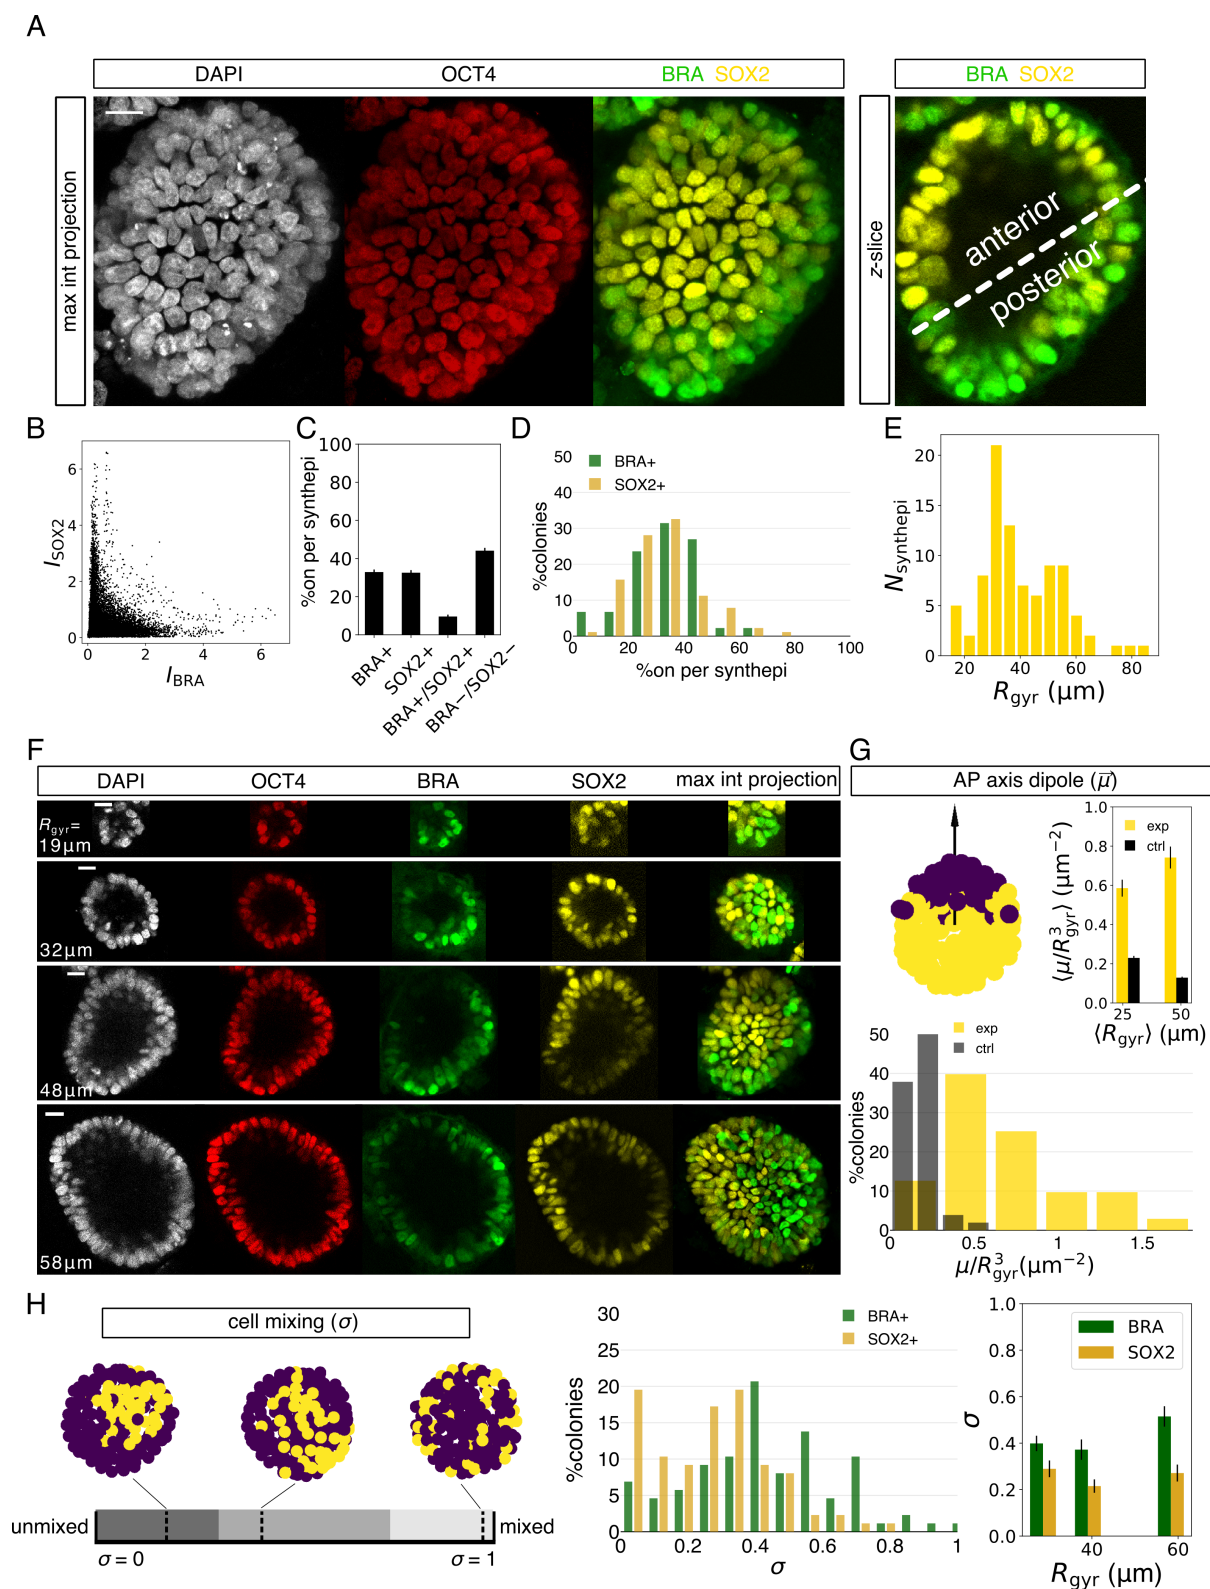 A
DAPI OCT4 BRA SOX2 BRA SOX2
max int projection
z-slice
anterior
posterior
B
I_SOX2
6
4
2
0
0 2 4 6
I_BRA
C
%on per synthepi
100
80
60
40
20
0
BRA+ SOX2+ BRA+/SOX2+ BRA−/SOX2−
D
BRA+
SOX2+
%colonies
50
40
30
20
10
0
0 20 40 60 80 100
%on per synthepi
E
N_synthepi
20
15
10
5
0
20 40 60 80
R_gyr (µm)
F
DAPI OCT4 BRA SOX2 max int projection
R_gyr=
19µm
32µm
48µm
58µm
G
AP axis dipole (μ⃗)
⟨μ/R³_gyr⟩ (µm⁻²)
1.0
0.8
0.6
0.4
0.2
0.0
exp
ctrl
25 50
⟨R_gyr⟩ (µm)
exp
ctrl
%colonies
50
40
30
20
10
0
0 0.5 1 1.5
μ/R³_gyr(µm⁻²)
H
cell mixing (σ)
unmixed mixed
σ=0 σ=1
BRA+
SOX2+
%colonies
30
25
20
15
10
5
0
0 0.2 0.4 0.6 0.8 1
σ
BRA
SOX2
σ
1.0
0.8
0.6
0.4
0.2
0.0
40 60
R_gyr (µm)